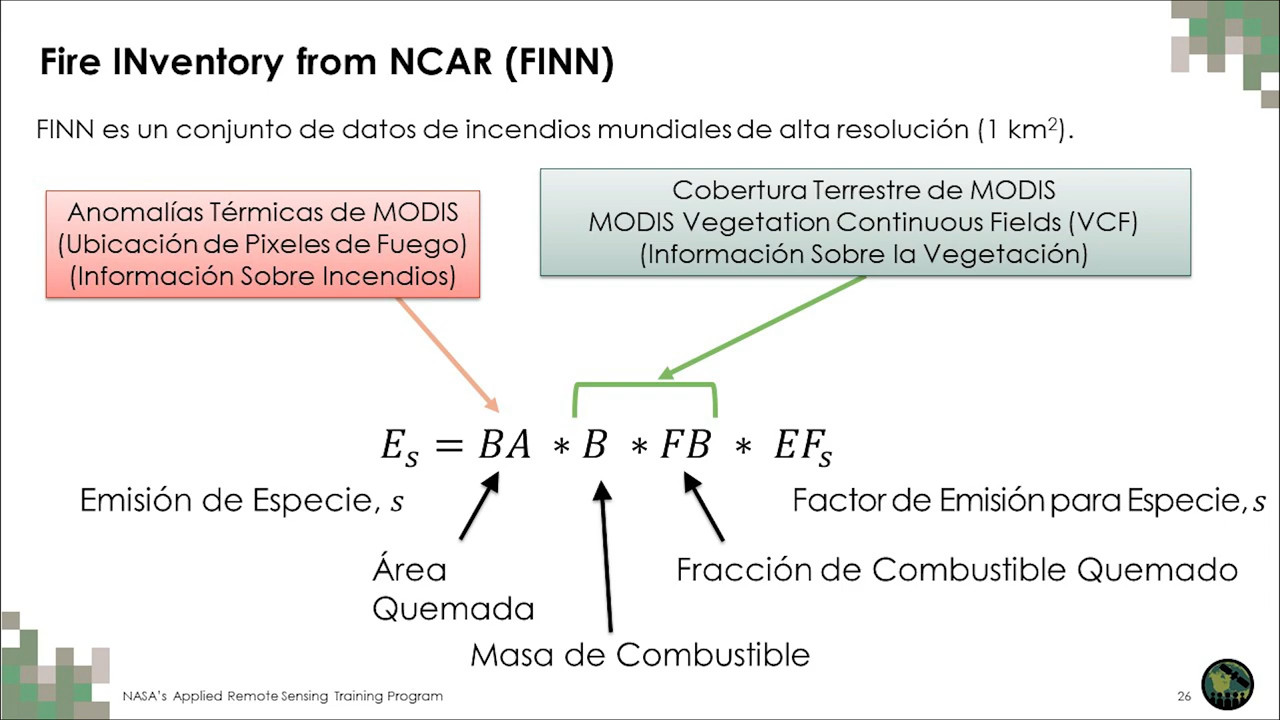 Fire INventory from NCAR (FINN)
FINN es un conjunto de datos de incendios mundiales de alta resolución (1 km²).
Anomalías Térmicas de MODIS
(Ubicación de Pixeles de Fuego)
(Información Sobre Incendios)
Cobertura Terrestre de MODIS
MODIS Vegetation Continuous Fields (VCF)
(Información Sobre la Vegetación)
E_s = BA * B * FB * EF_s
Emisión de Especie, s
Factor de Emisión para Especie, s
Área
Quemada
Fracción de Combustible Quemado
Masa de Combustible
NASA's Applied Remote Sensing Training Program
26